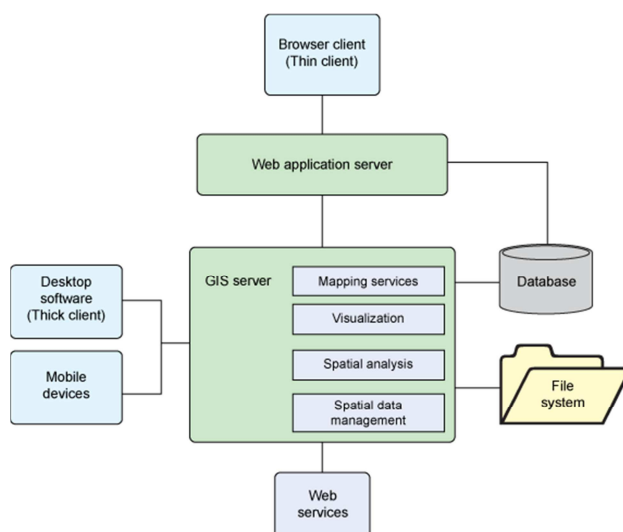 Browser client
(Thin client)
Web application server
GIS server
Mapping services
Visualization
Spatial analysis
Spatial data
management
Desktop
software
(Thick client)
Mobile
devices
Database
File
system
Web
services